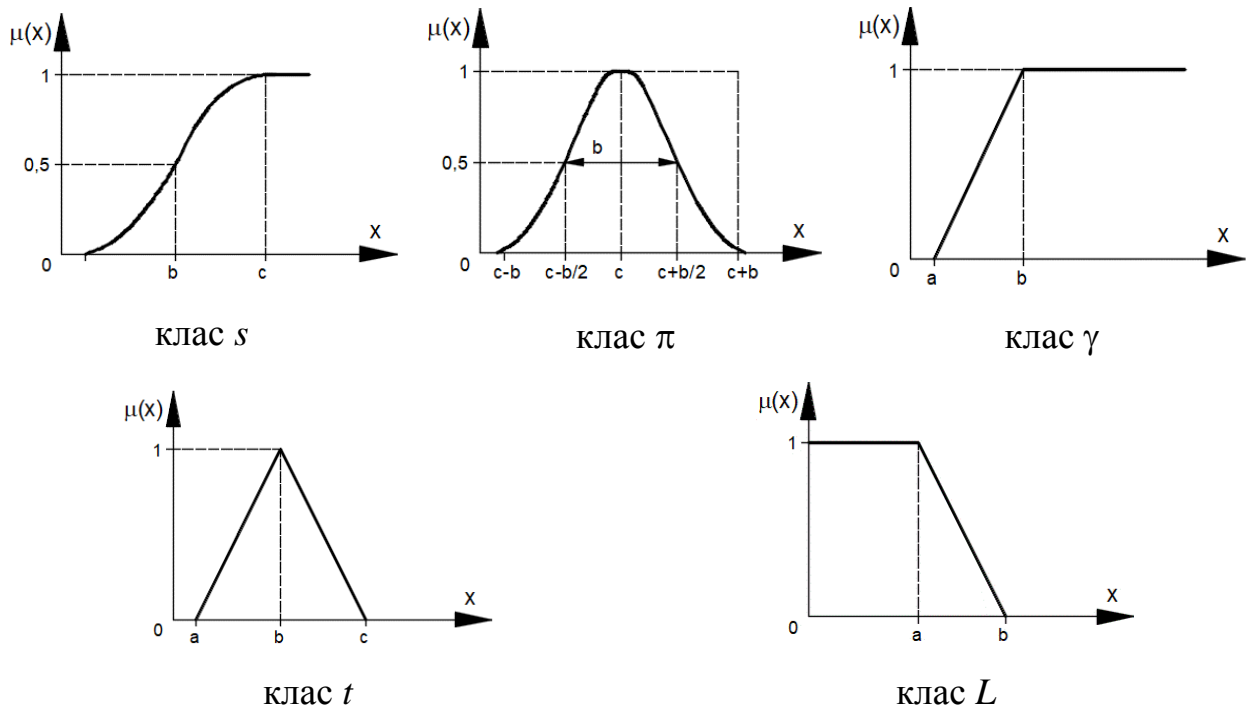 μ(x)
1
0,5
0
b
c
x
клас s
μ(x)
1
b
0,5
0
c-b
c-b/2
c
c+b/2
c+b
x
клас π
μ(x)
1
0
a
b
x
клас γ
μ(x)
1
0
a
b
c
x
клас t
μ(x)
1
0
a
b
x
клас L